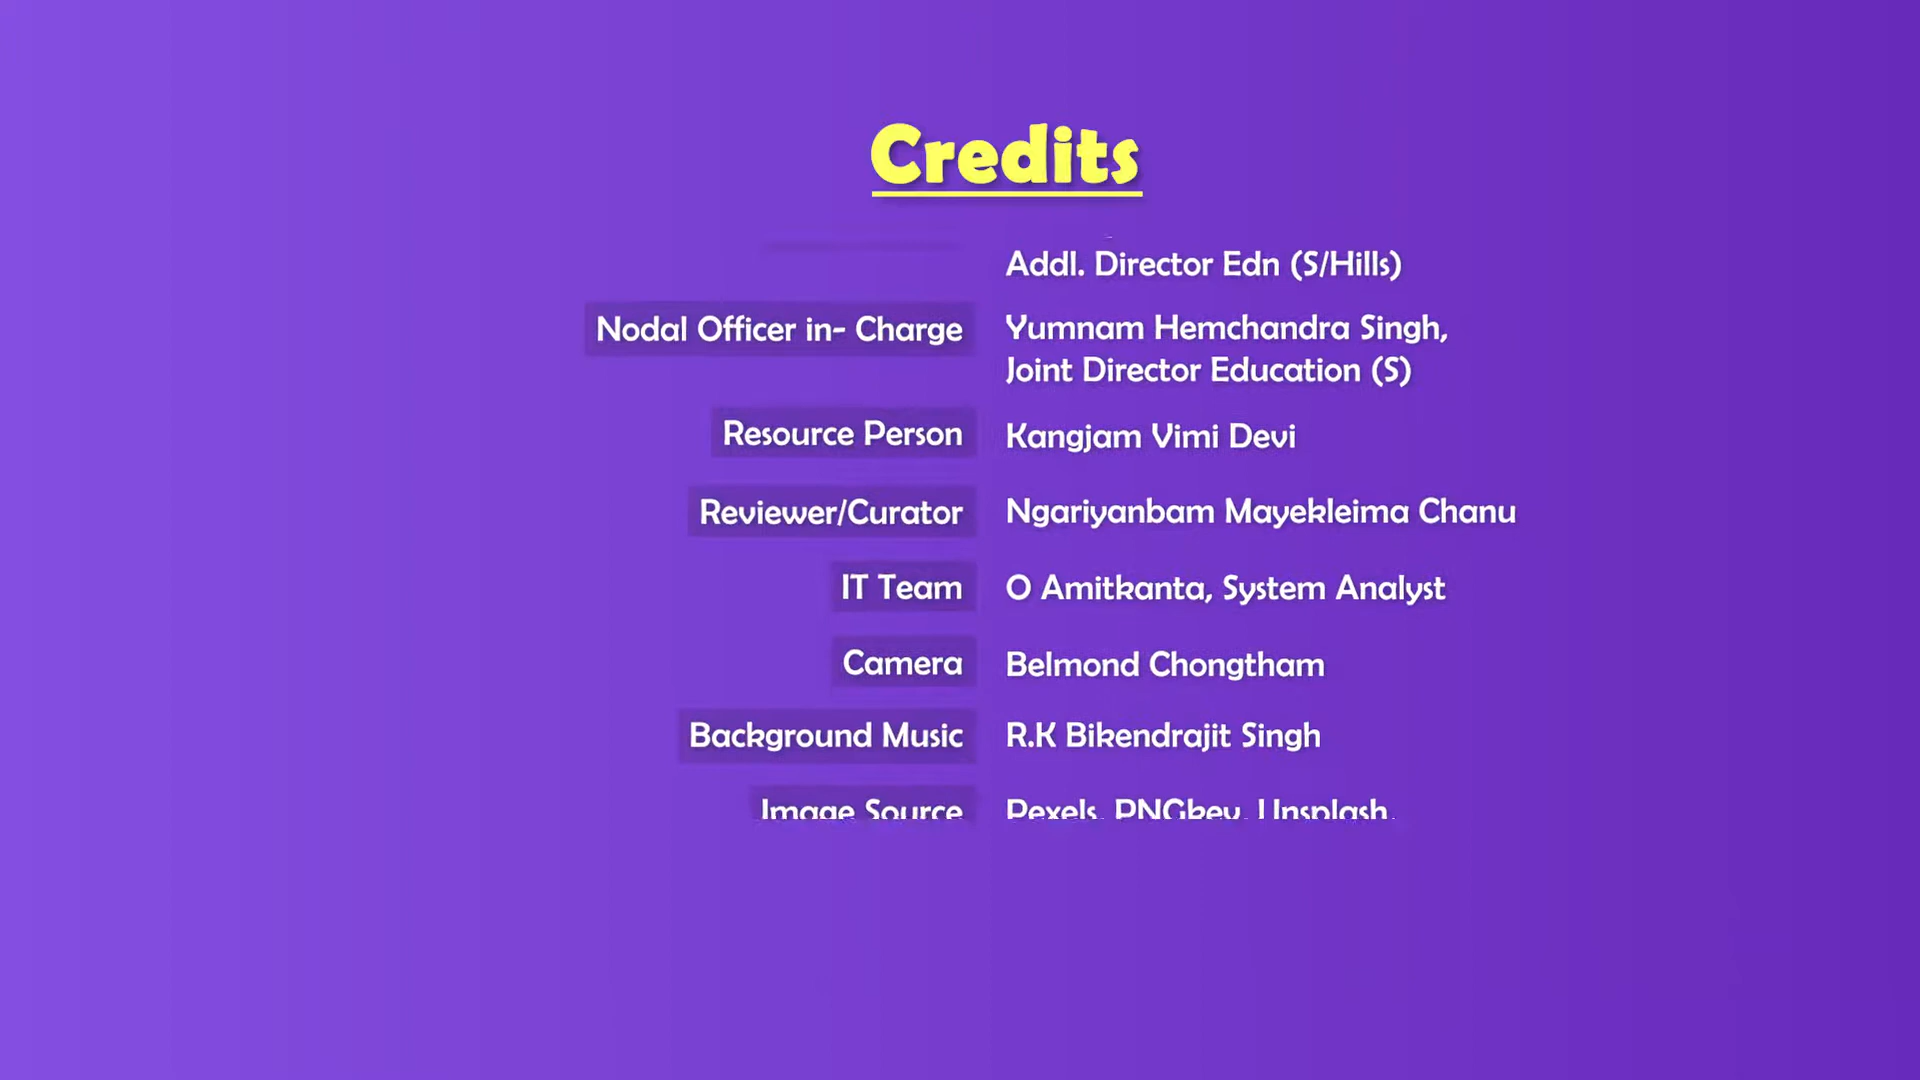 Credits
Addl. Director Edn (S/Hills)
Nodal Officer in- Charge Yumnam Hemchandra Singh,
Joint Director Education (S)
Resource Person Kangjam Vimi Devi
Reviewer/Curator Ngariyanbam Mayekleima Chanu
IT Team O Amitkanta, System Analyst
Camera Belmond Chongtham
Background Music R.K Bikendrajit Singh
Image Source Pexels, PNGkey, Unsplash,